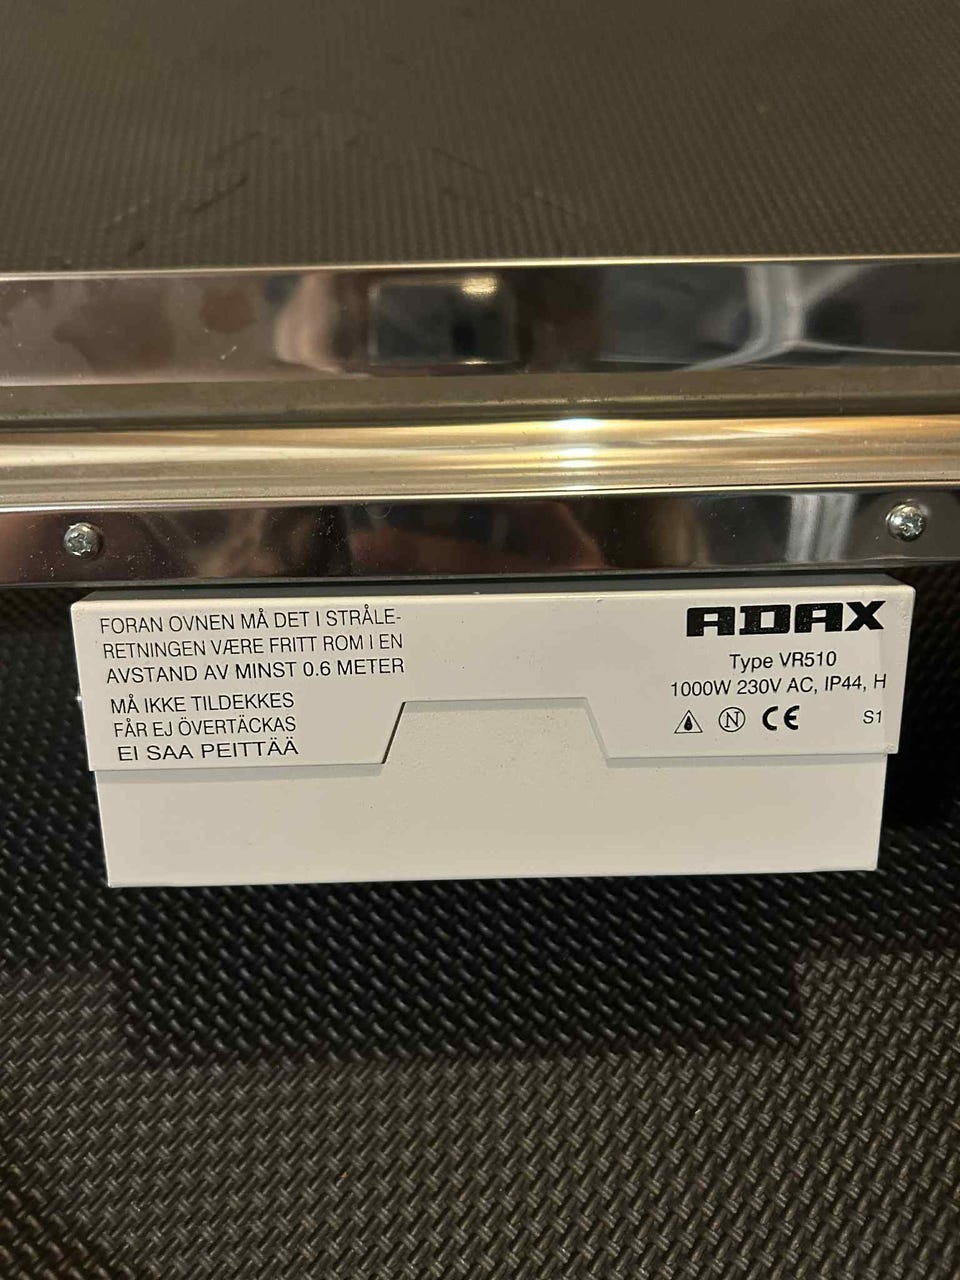 FORAN OVNEN MÅ DET I STRÅLE-
RETNINGEN VÆRE FRITT ROM I EN
AVSTAND AV MINST 0.6 METER
MÅ IKKE TILDEKKES
FÅR EJ ÖVERTÄCKAS
EI SAA PEITTÄÄ
ADAX
Type VR510
1000W 230V AC, IP44, H
N CE S1